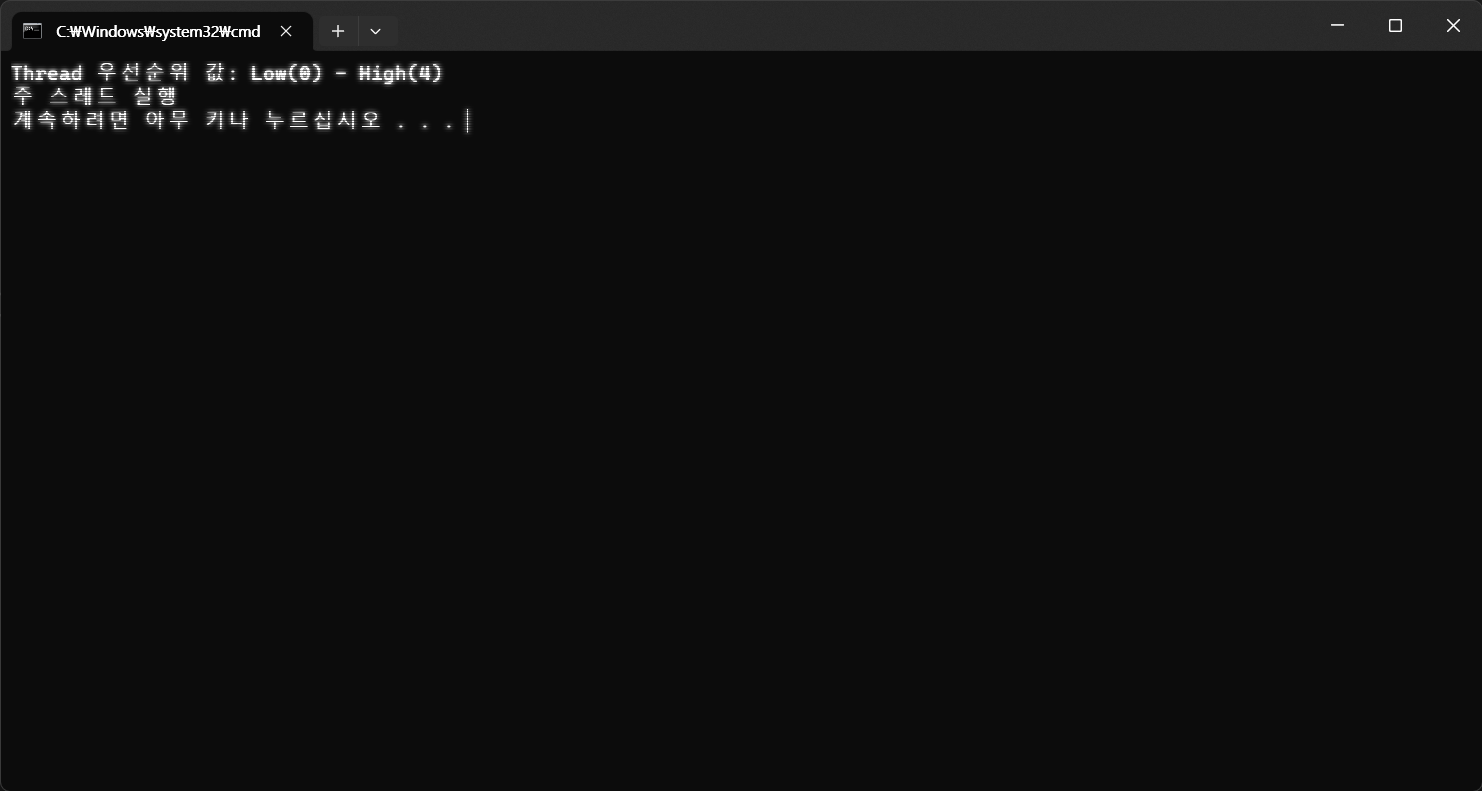 C:₩Windows₩system32₩cmd
Thread 우선순위 값: Low(0) - High(4)
주 스레드 실행
계속하려면 아무 키나 누르십시오 . . .